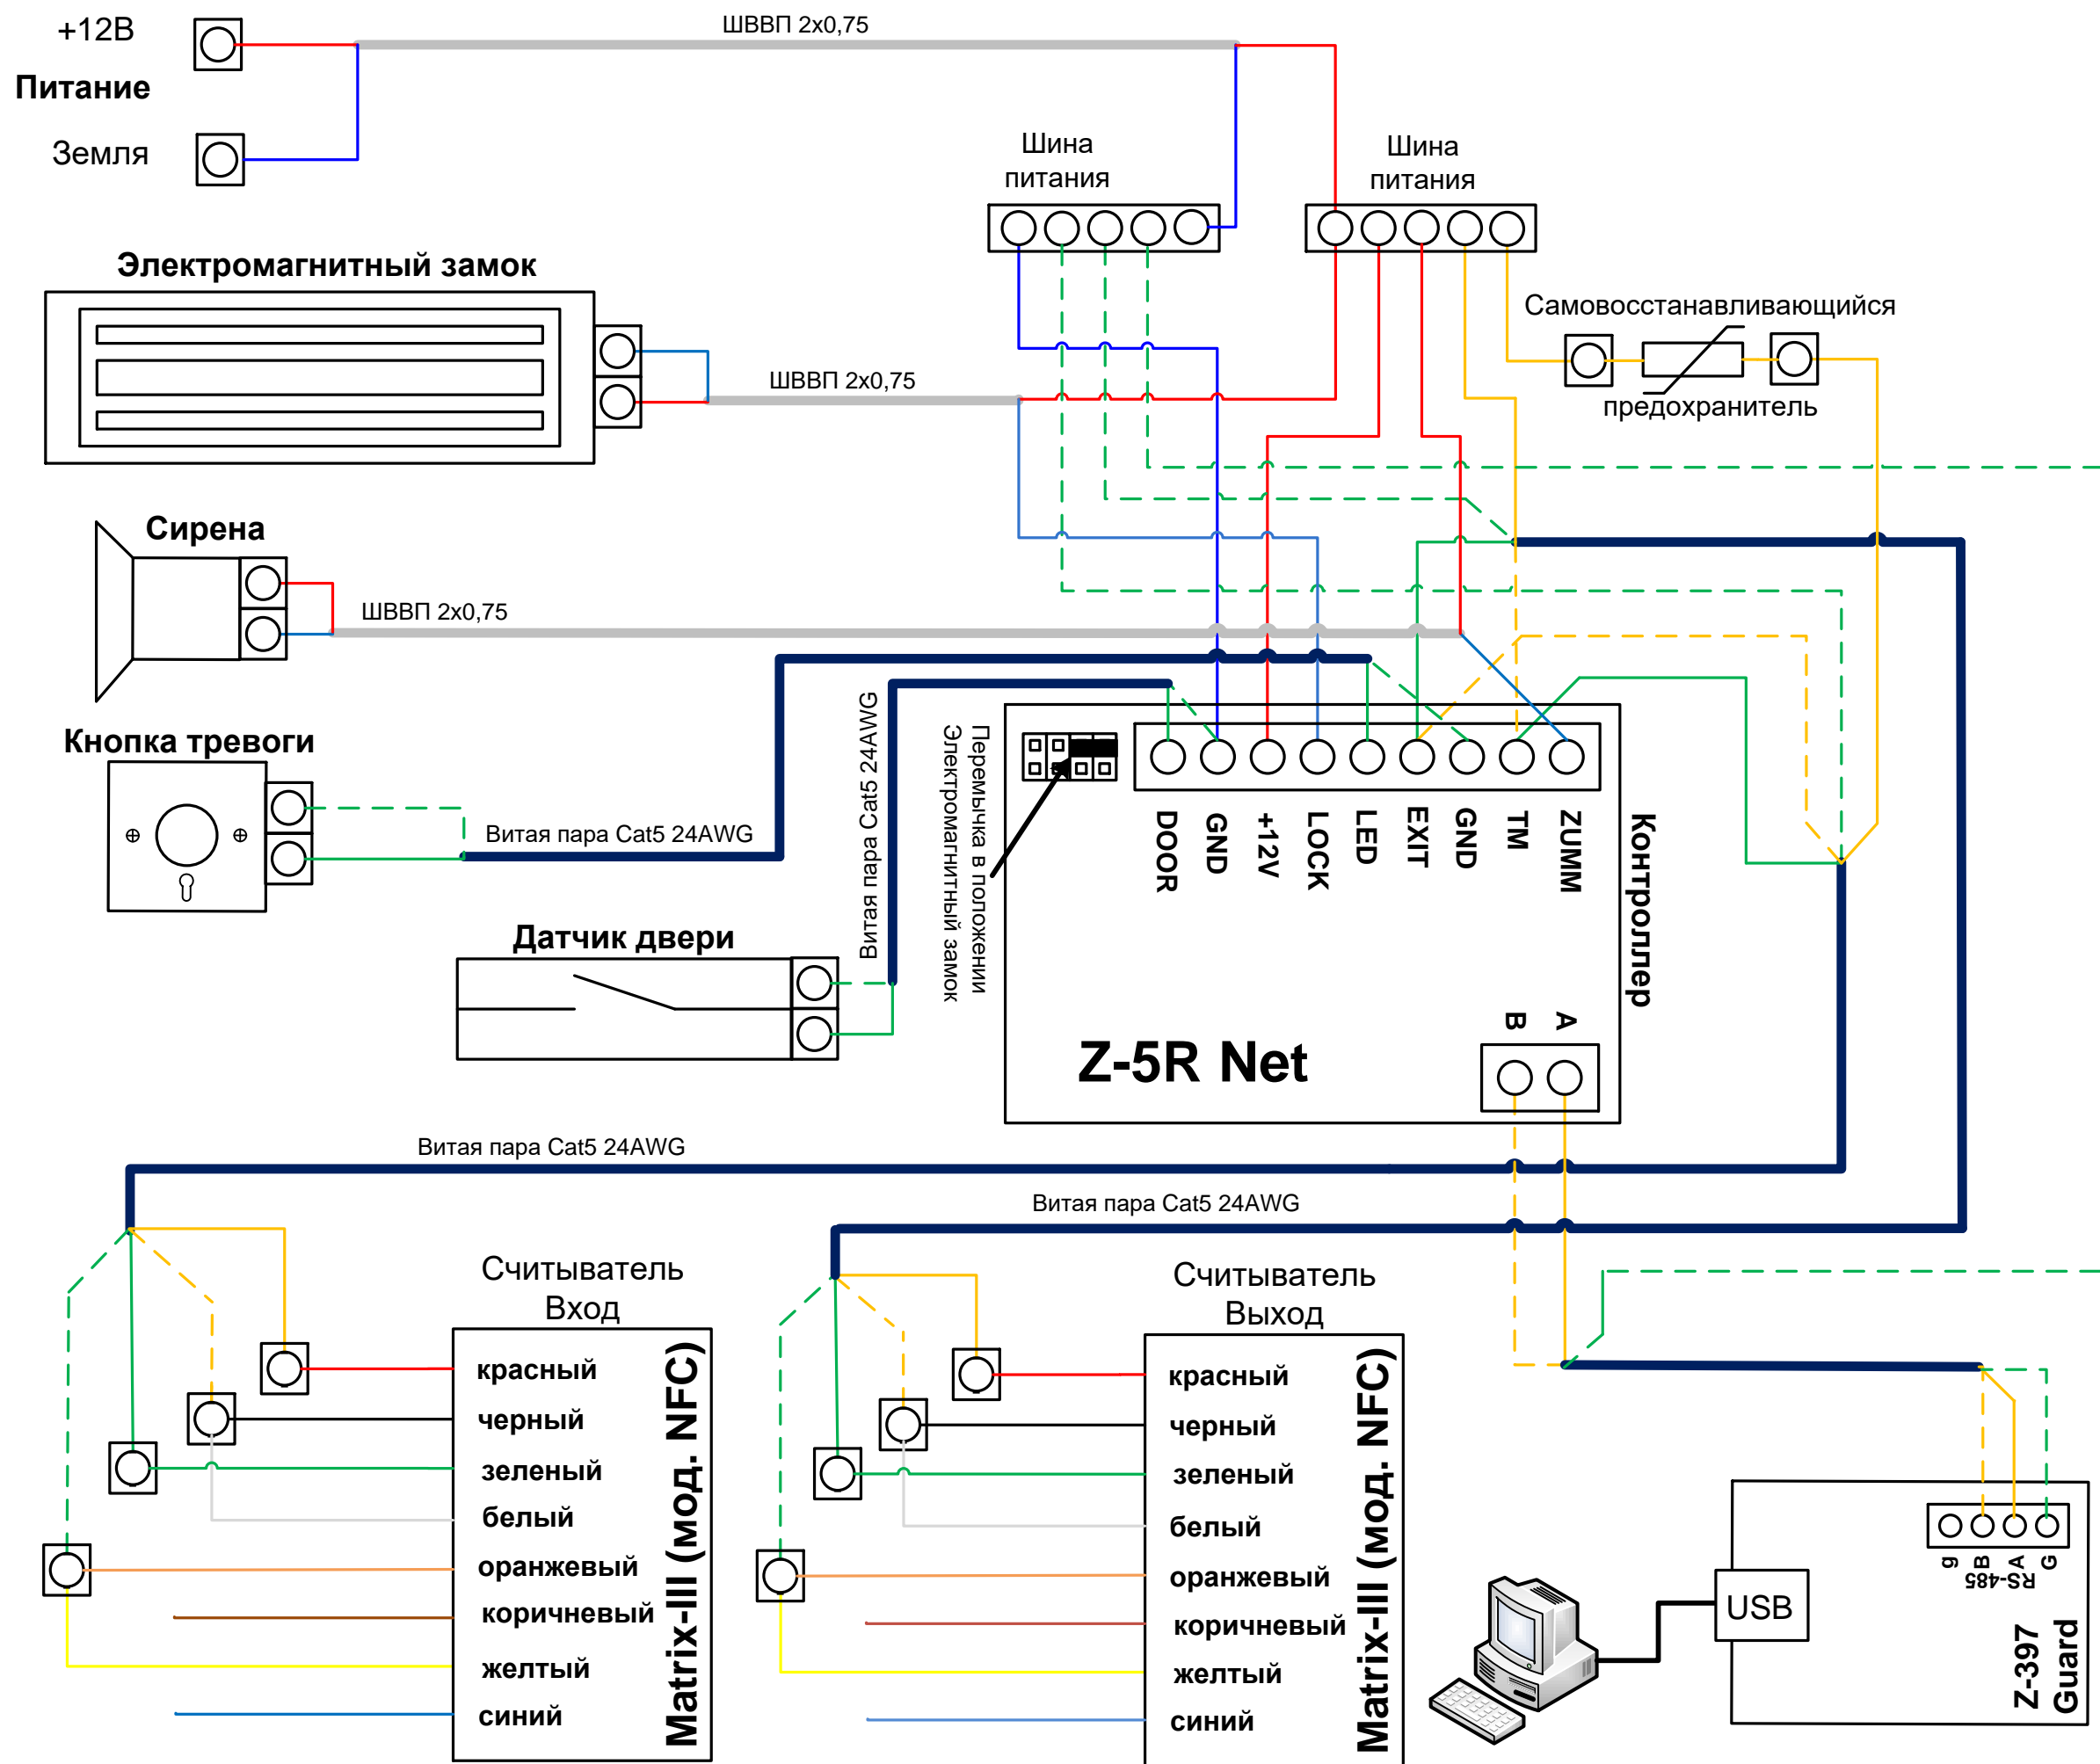 +12В
Питание
Земля
ШВВП 2х0,75
Шина
питания
Шина
питания
Электромагнитный замок
ШВВП 2х0,75
Самовосстанавливающийся
предохранитель
Сирена
ШВВП 2х0,75
Кнопка тревоги
Витая пара Cat5 24AWG
Витая пара Cat5 24AWG
Датчик двери
Перемычка в положении
Электромагнитный замок
DOOR
GND
+12V
LOCK
LED
EXIT
GND
TM
ZUMM
Контроллер
B
A
Z-5R Net
Витая пара Cat5 24AWG
Витая пара Cat5 24AWG
Считыватель
Вход
красный
черный
зеленый
белый
оранжевый
коричневый
желтый
синий
Matrix-III (мод. NFC)
Считыватель
Выход
красный
черный
зеленый
белый
оранжевый
коричневый
желтый
синий
Matrix-III (мод. NFC)
g
B
A
G
RS-485
USB
Z-397
Guard